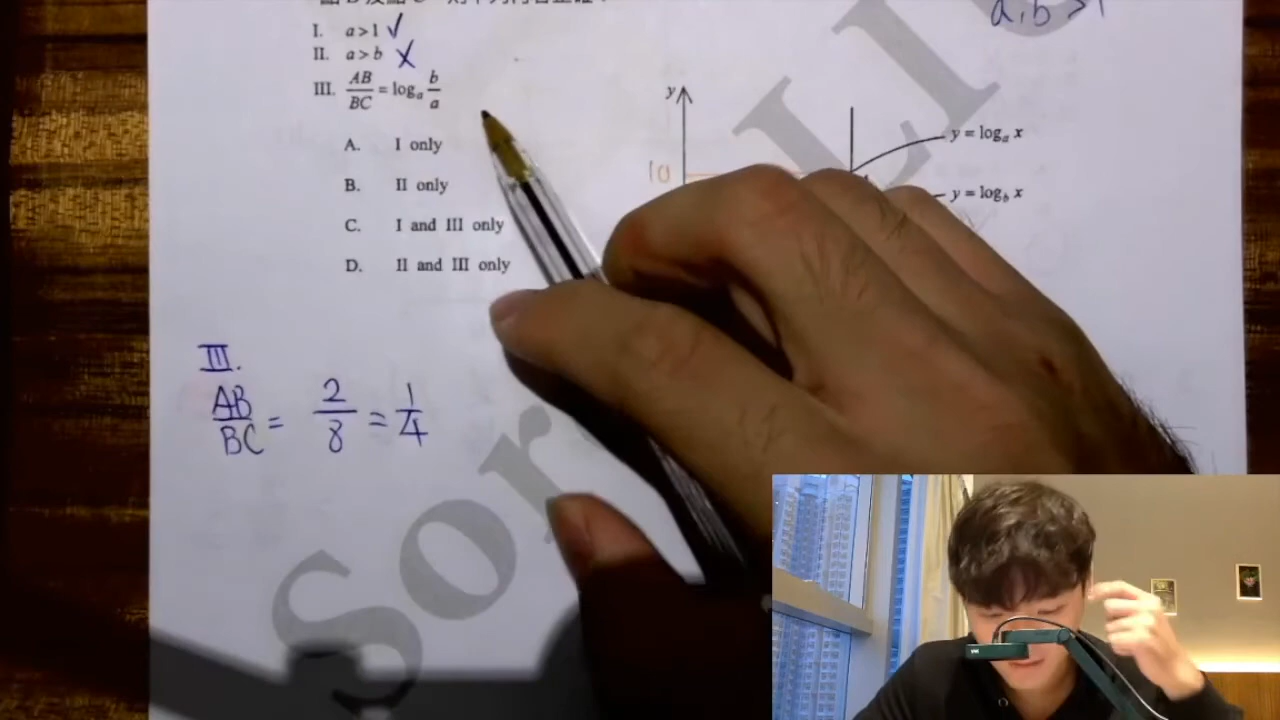 a, b > 1
I. a > 1 ✓
II. a > b ✗
III. AB/BC = log_a b/a
A. I only
B. II only
C. I and III only
D. II and III only
y
10
y = log_a x
y = log_b x
III.
AB/BC = 2/8 = 1/4